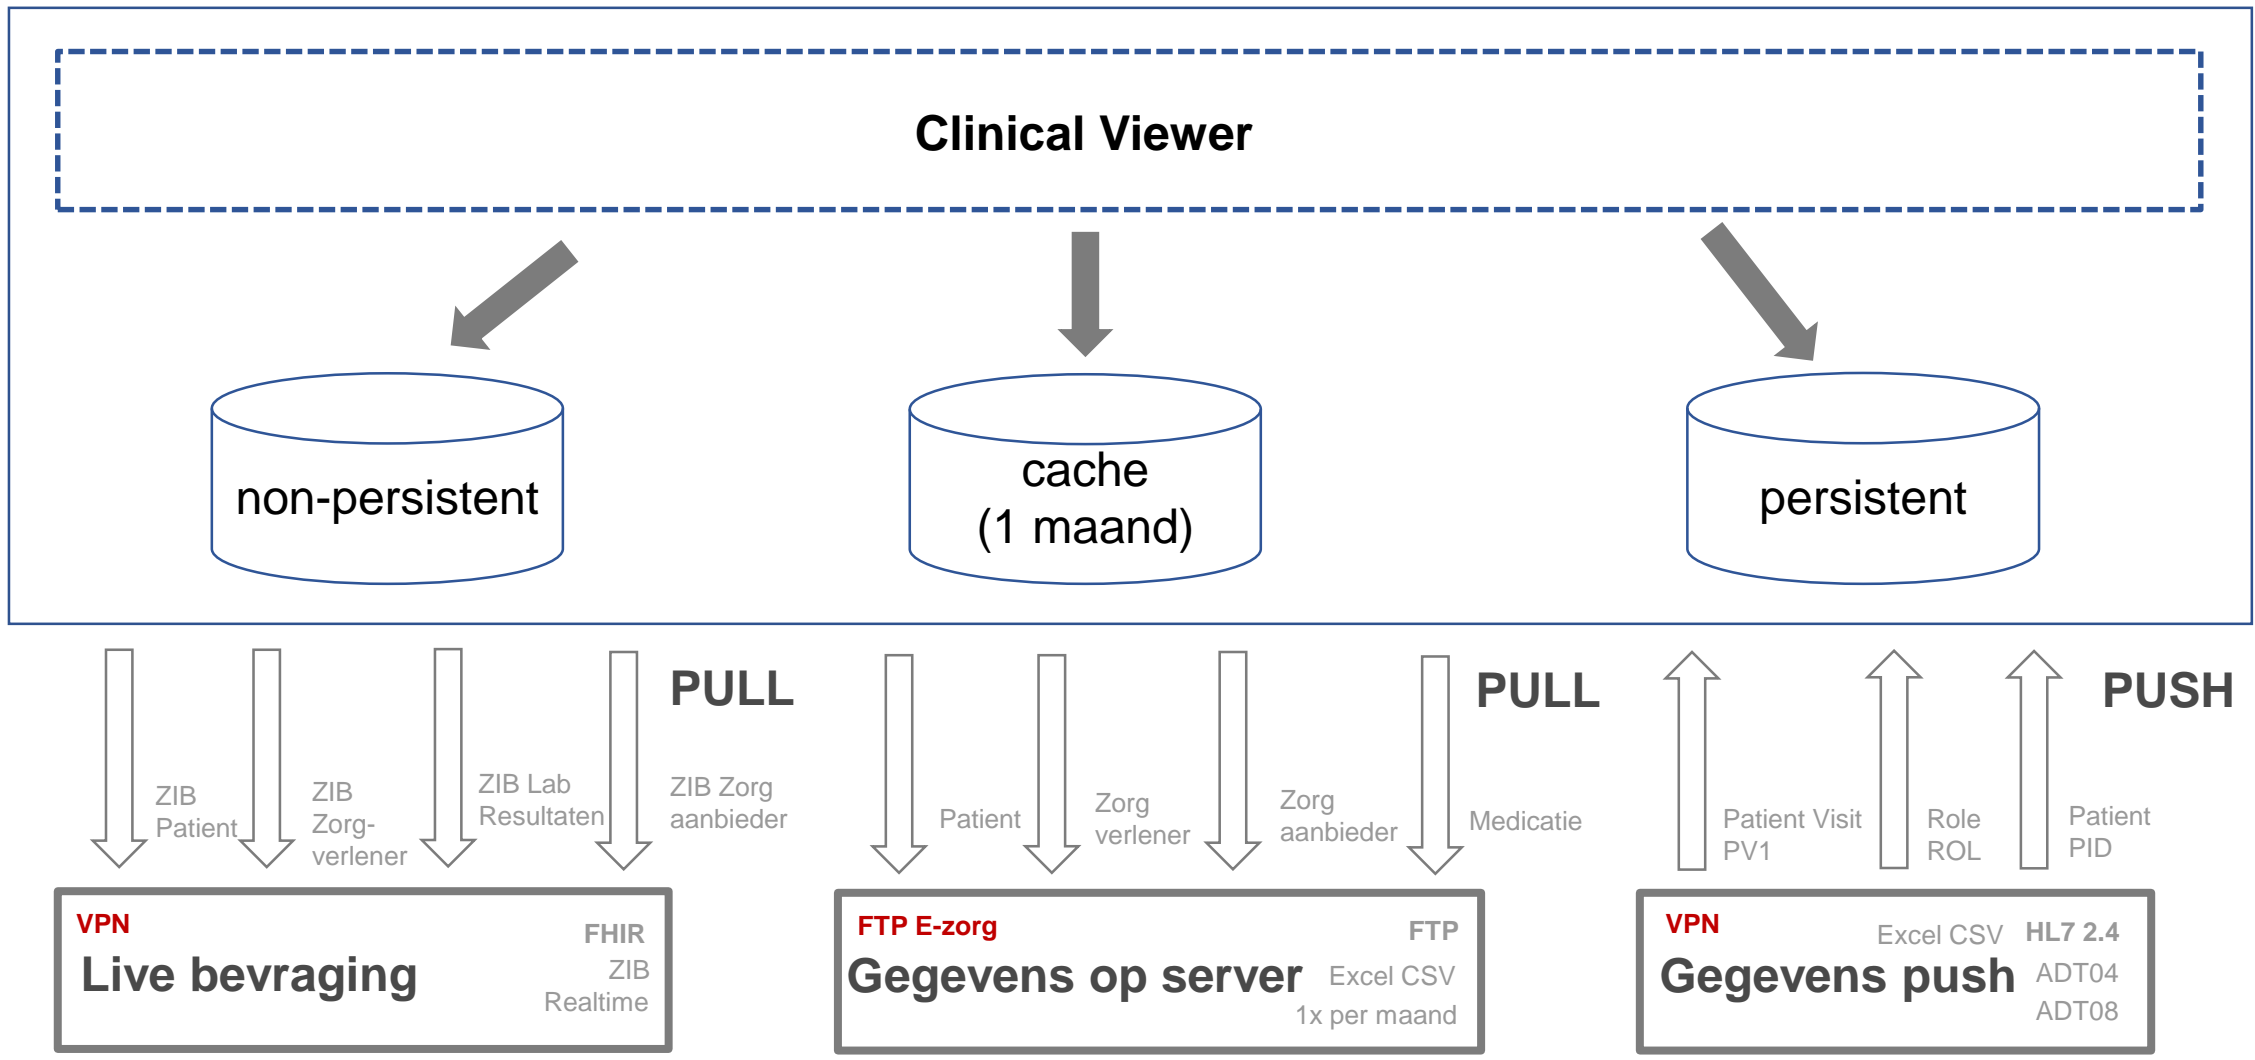 Clinical Viewer
non-persistent
cache
(1 maand)
persistent
PULL
PULL
PUSH
ZIB
Patient
ZIB
Zorg-
verlener
ZIB Lab
Resultaten
ZIB Zorg
aanbieder
Patient
Zorg
verlener
Zorg
aanbieder
Medicatie
Patient Visit
PV1
Role
ROL
Patient
PID
VPN
Live bevraging
FHIR
ZIB
Realtime
FTP E-zorg
Gegevens op server
FTP
Excel CSV
1x per maand
VPN
Gegevens push
Excel CSV
HL7 2.4
ADT04
ADT08